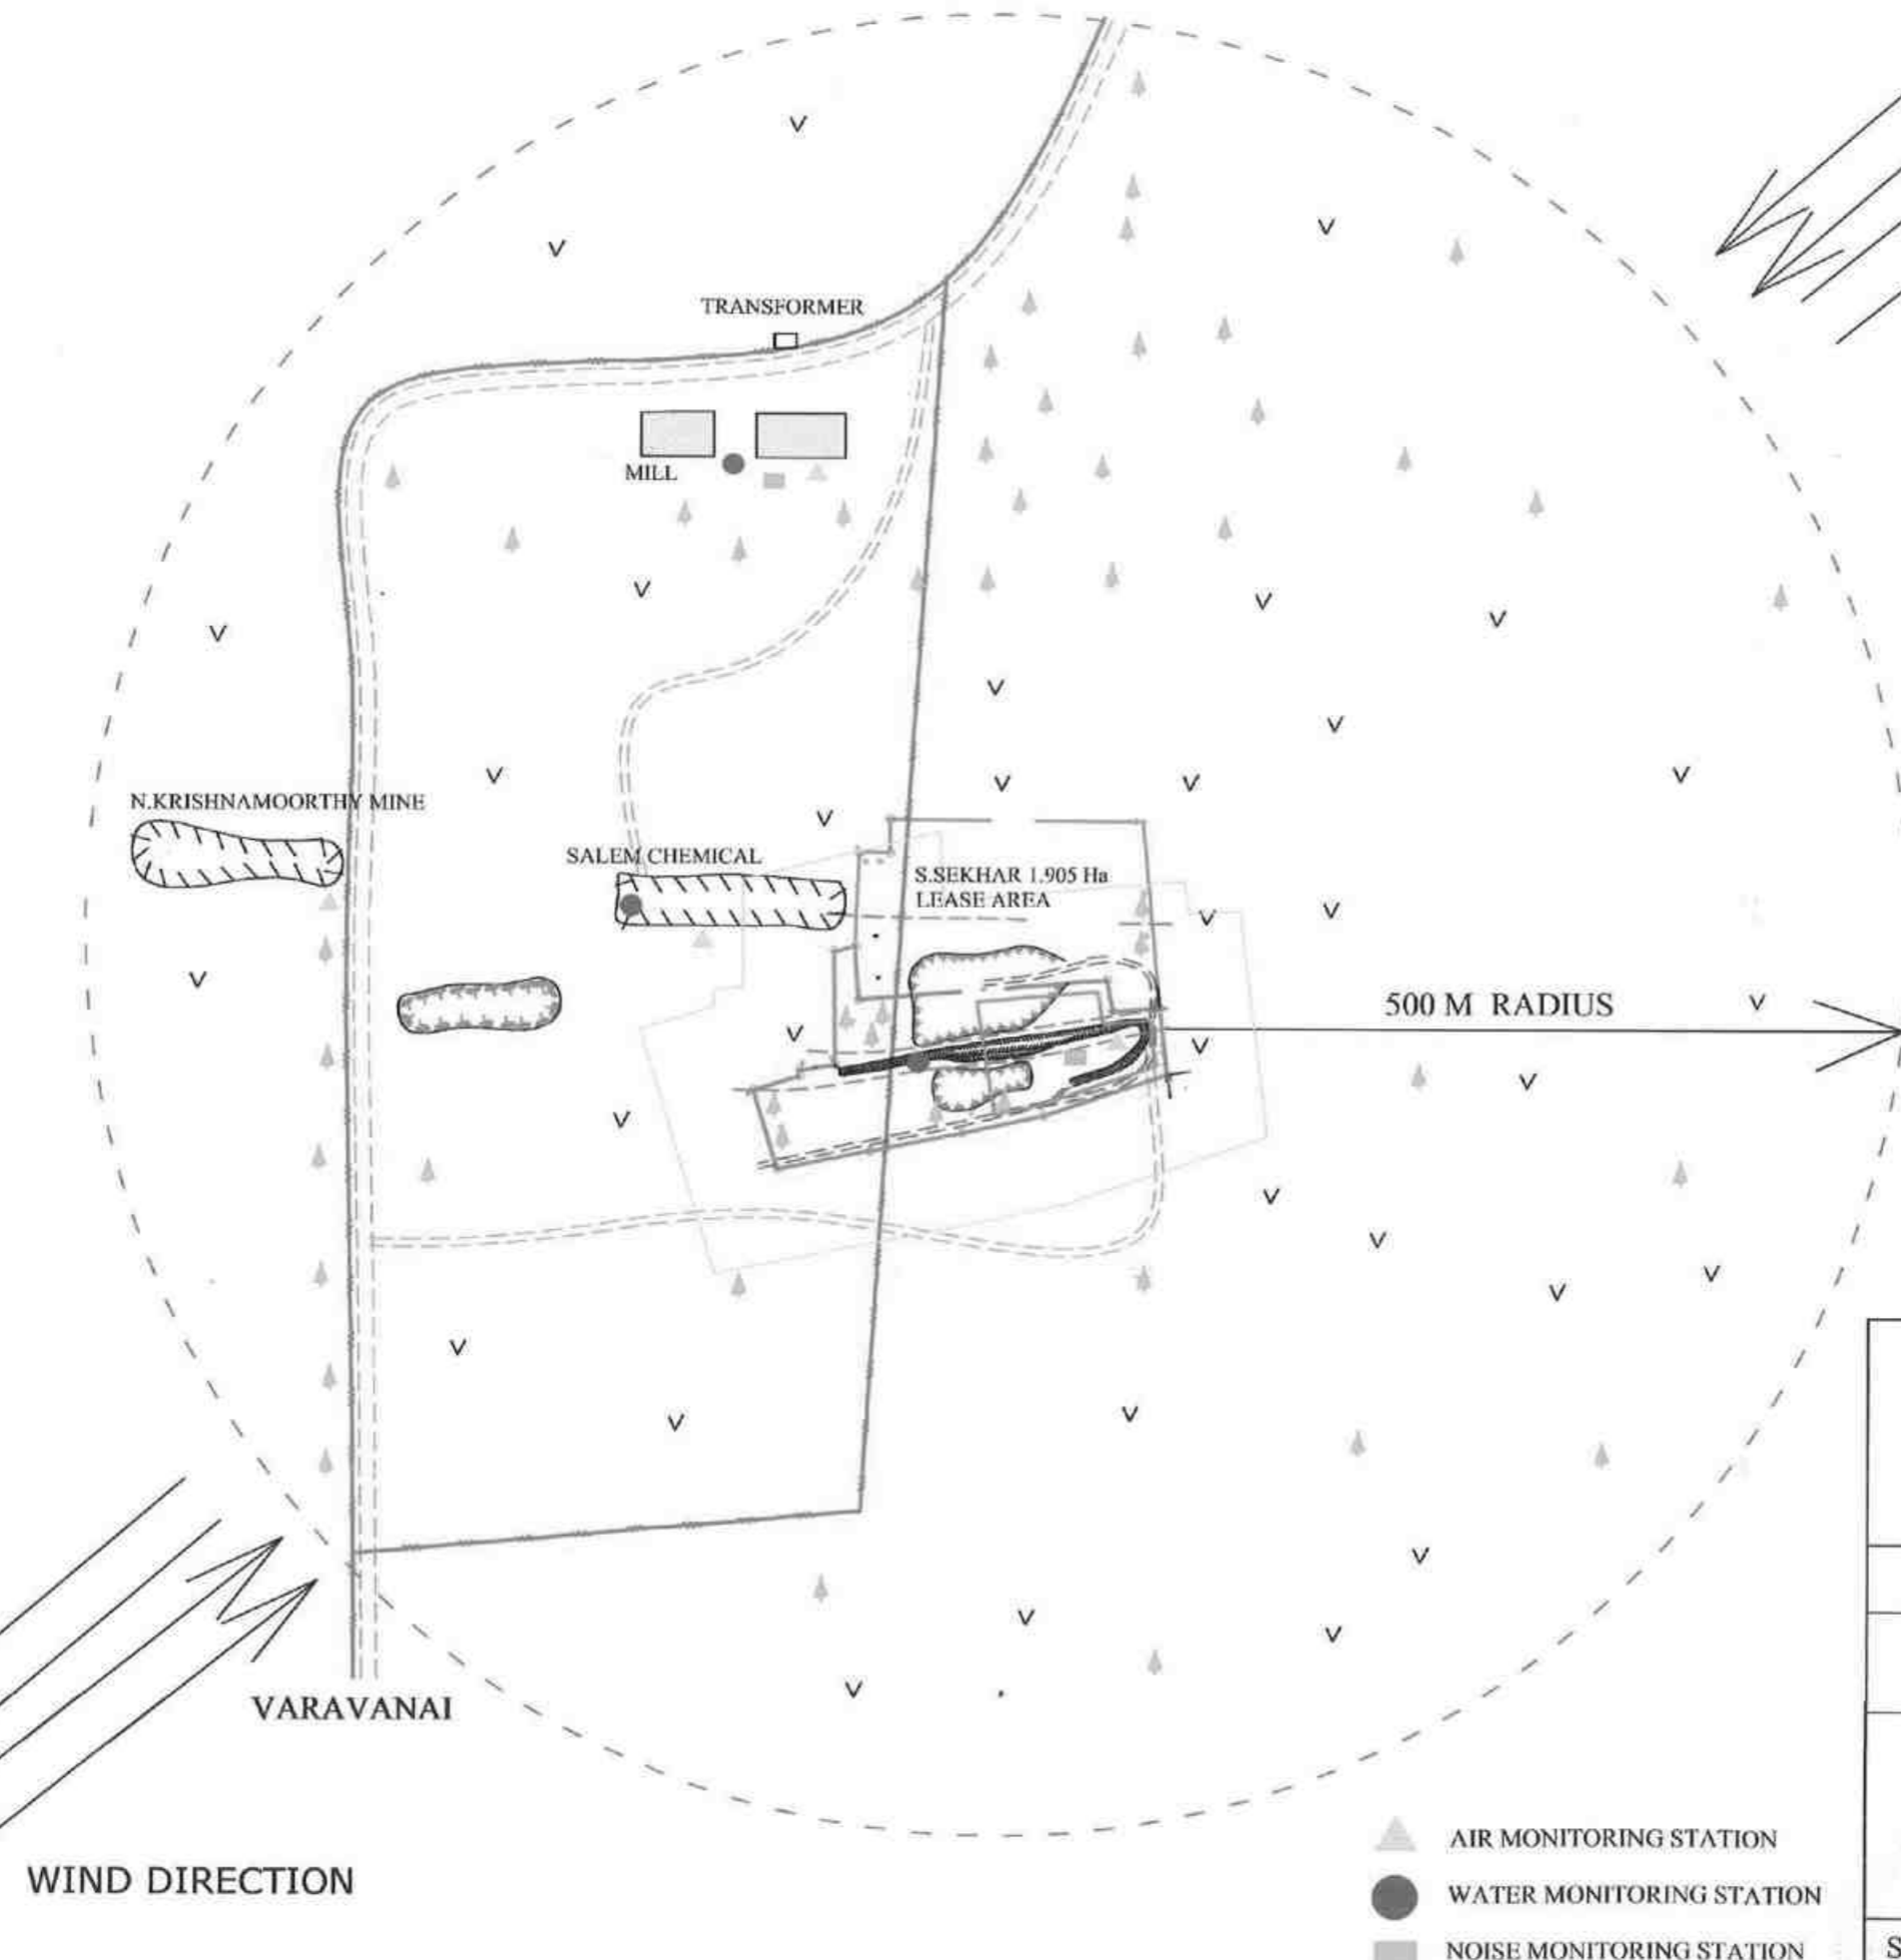 TRANSFORMER
MILL
N.KRISHNAMOORTHY MINE
SALEM CHEMICAL
S.SEKHAR 1.905 Ha
LEASE AREA
500 M RADIUS
VARAVANAI
WIND DIRECTION
AIR MONITORING STATION
WATER MONITORING STATION
NOISE MONITORING STATION